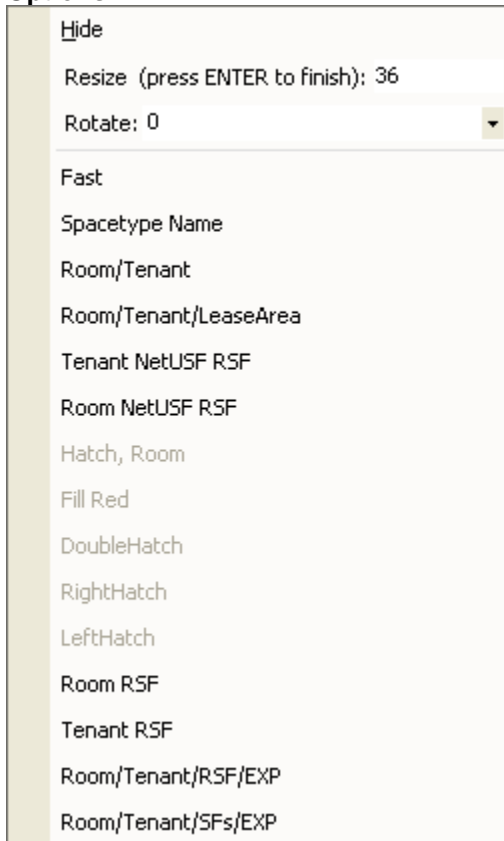 Hide
Resize (press ENTER to finish): 36
Rotate: 0
Fast
Spacetype Name
Room/Tenant
Room/Tenant/LeaseArea
Tenant NetUSF RSF
Room NetUSF RSF
Hatch, Room
Fill Red
DoubleHatch
RightHatch
LeftHatch
Room RSF
Tenant RSF
Room/Tenant/RSF/EXP
Room/Tenant/SFs/EXP